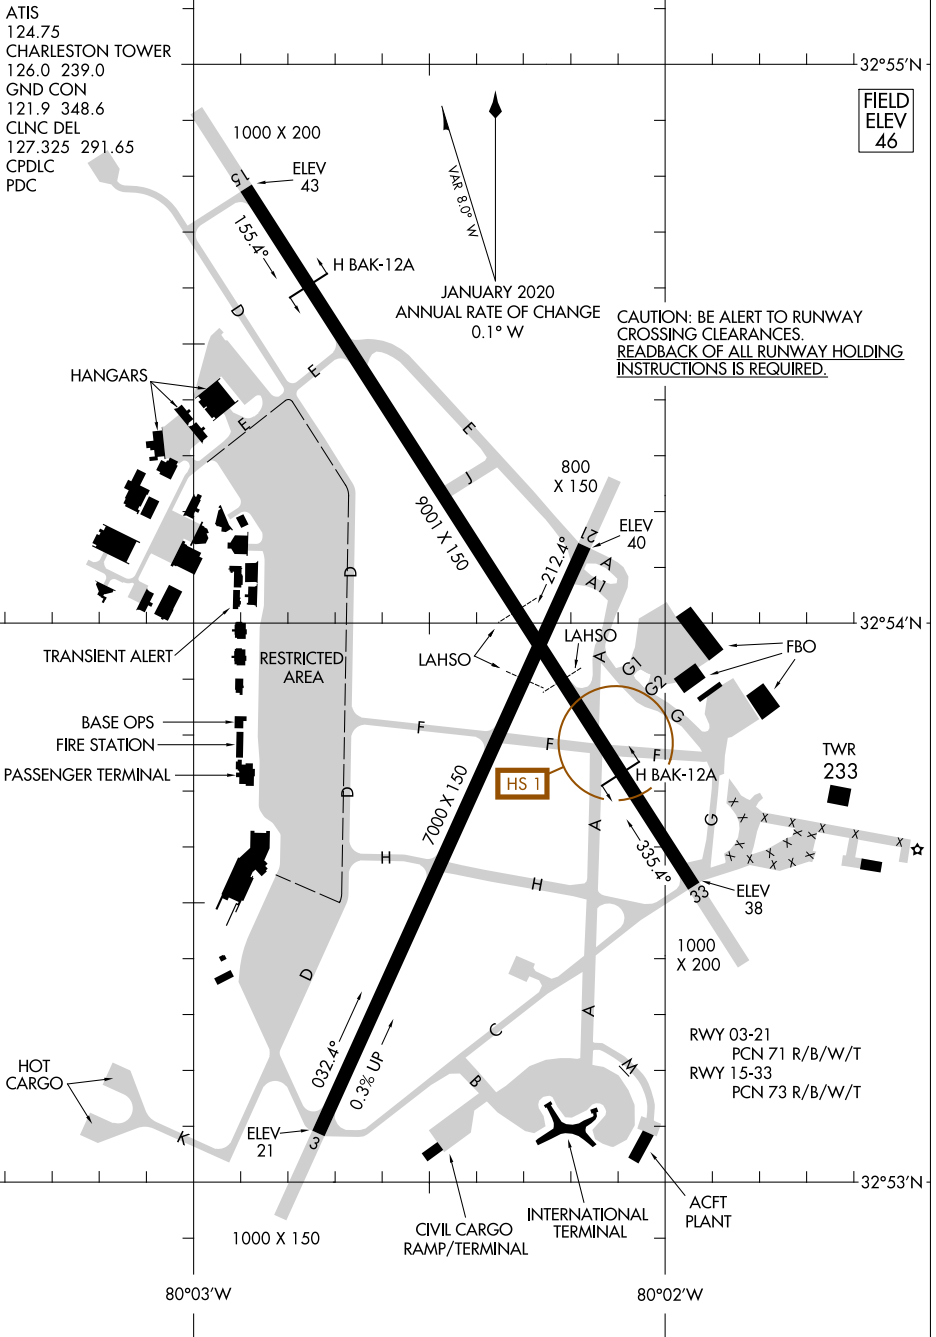 ATIS
124.75
CHARLESTON TOWER
126.0 239.0
GND CON
121.9 348.6
CLNC DEL
127.325 291.65
CPDLC
PDC
32°55'N
FIELD
ELEV
46
1000 X 200
ELEV
43
15
155.4°
VAR 8.0° W
H BAK-12A
JANUARY 2020
ANNUAL RATE OF CHANGE
0.1° W
CAUTION: BE ALERT TO RUNWAY
CROSSING CLEARANCES.
READBACK OF ALL RUNWAY HOLDING
INSTRUCTIONS IS REQUIRED.
D
E
HANGARS
E
E
J
800
X 150
21
ELEV
40
9001 X 150
212.4°
A
A1
D
32°54'N
LAHSO
LAHSO
A
G1
G2
G
FBO
TRANSIENT ALERT
RESTRICTED
AREA
BASE OPS
FIRE STATION
PASSENGER TERMINAL
F
F
F
HS 1
H BAK-12A
TWR
233
D
7000 X 150
A
G
X X X X X X X X X X X X X X X
335.4°
H
H
33
ELEV
38
1000
X 200
D
C
A
RWY 03-21
PCN 71 R/B/W/T
RWY 15-33
PCN 73 R/B/W/T
032.4°
0.3% UP
HOT
CARGO
K
B
M
ELEV
21
3
32°53'N
1000 X 150
CIVIL CARGO
RAMP/TERMINAL
INTERNATIONAL
TERMINAL
ACFT
PLANT
80°03'W
80°02'W